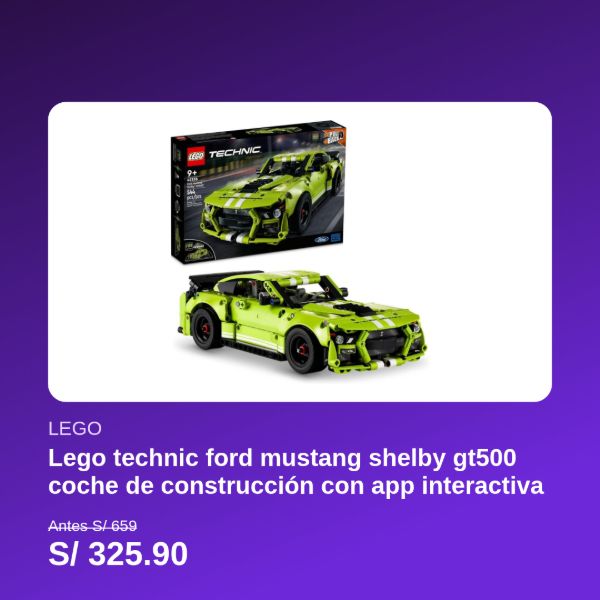 LEGO TECHNIC
9+
544
LEGO
Lego technic ford mustang shelby gt500
coche de construcción con app interactiva
Antes S/ 659
S/ 325.90